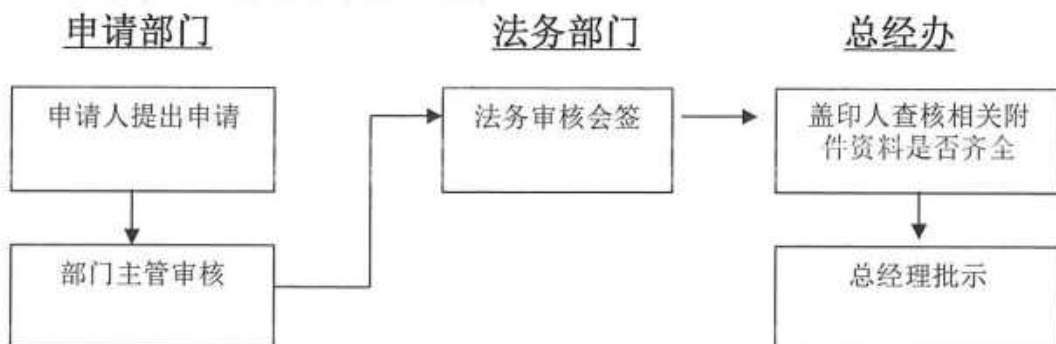 申请部门
法务部门
总经办
申请人提出申请
法务审核会签
盖印人查核相关附
件资料是否齐全
部门主管审核
总经理批示